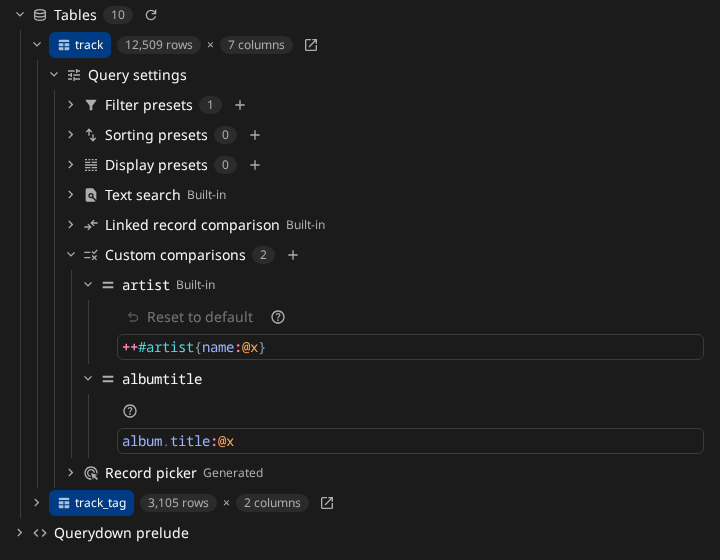 Tables 10
track 12,509 rows × 7 columns
Query settings
Filter presets 1 +
Sorting presets 0 +
Display presets 0 +
Text search Built-in
Linked record comparison Built-in
Custom comparisons 2 +
artist Built-in
Reset to default
++#artist{name:@x}
albumtitle
album.title:@x
Record picker Generated
track_tag 3,105 rows × 2 columns
Querydown prelude